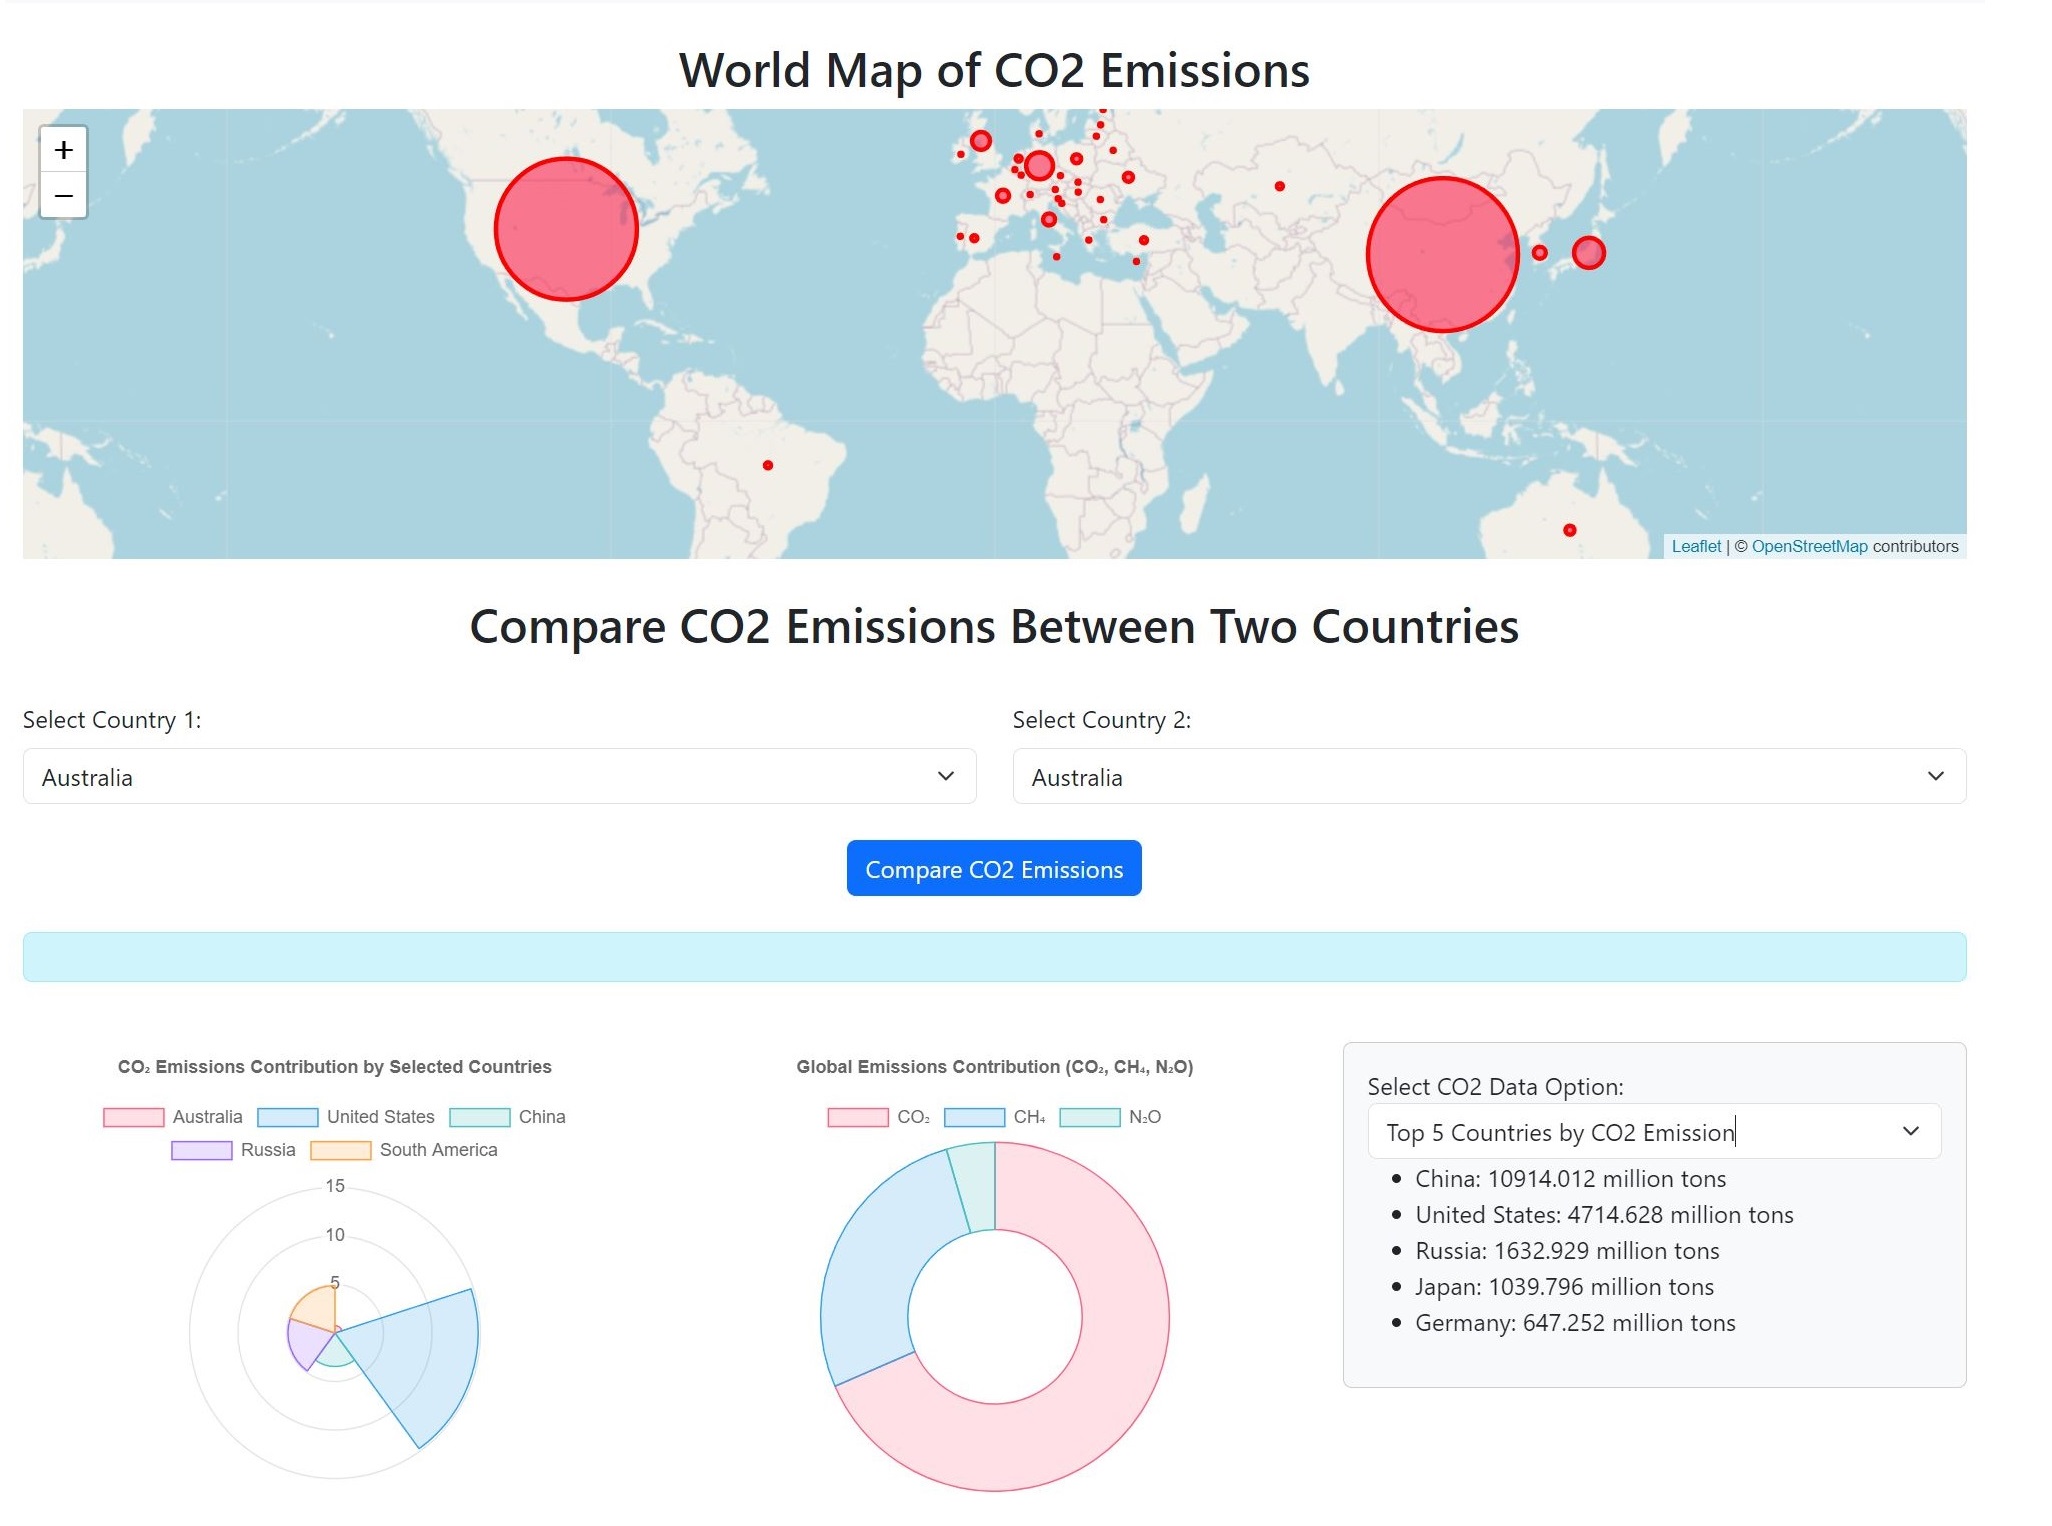 World Map of CO2 Emissions
+
−
Leaflet | © OpenStreetMap contributors
Compare CO2 Emissions Between Two Countries
Select Country 1:
Select Country 2:
Australia
Australia
Compare CO2 Emissions
CO₂ Emissions Contribution by Selected Countries
Australia United States China
Russia South America
15
10
5
Global Emissions Contribution (CO₂, CH₄, N₂O)
CO₂ CH₄ N₂O
Select CO2 Data Option:
Top 5 Countries by CO2 Emission
• China: 10914.012 million tons
• United States: 4714.628 million tons
• Russia: 1632.929 million tons
• Japan: 1039.796 million tons
• Germany: 647.252 million tons